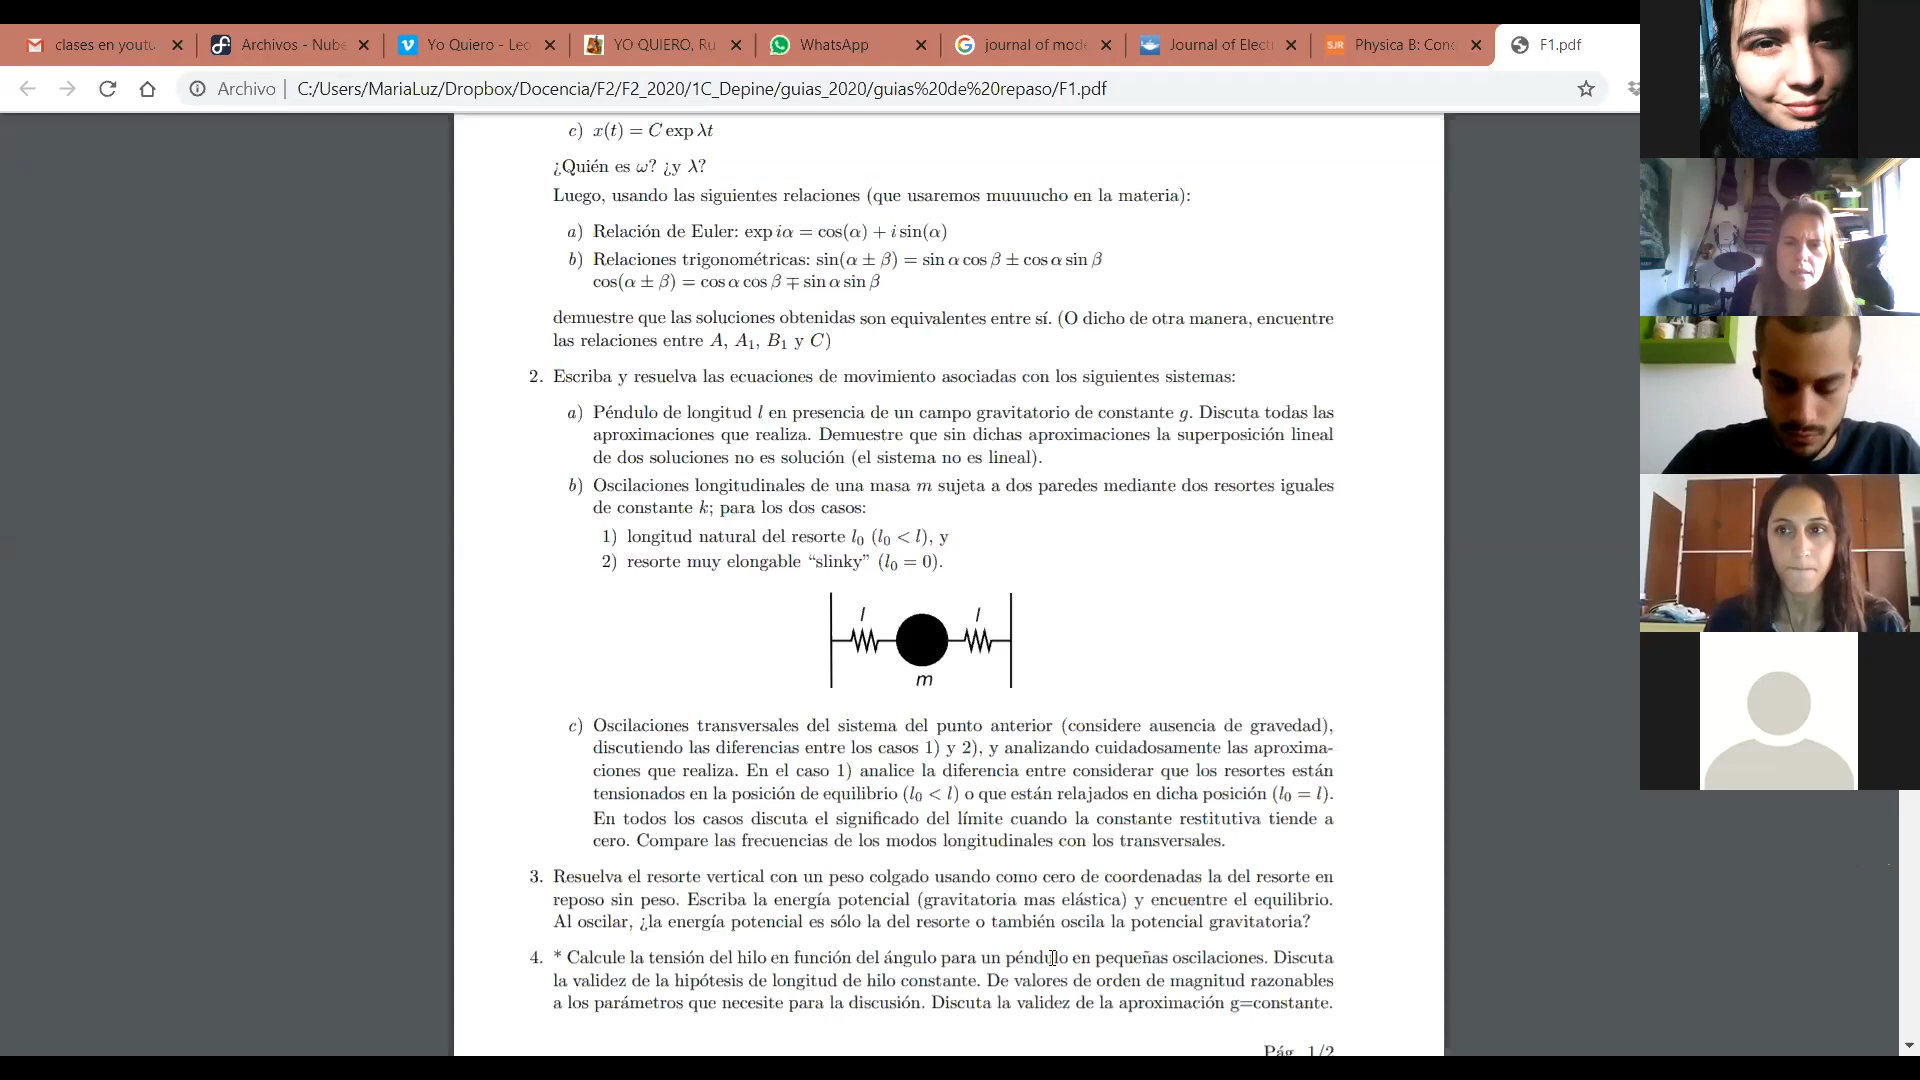 clases en youtu
Archivos - Nube
Yo Quiero - Lec
YO QUIERO, Ru
WhatsApp
journal of mode
Journal of Elect
SJR
Physica B: Conc
F1.pdf
Archivo | C:/Users/MariaLuz/Dropbox/Docencia/F2/F2_2020/1C_Depine/guias_2020/guias%20de%20repaso/F1.pdf
c) x(t) = C exp λt
¿Quién es ω? ¿y λ?
Luego, usando las siguientes relaciones (que usaremos muuuucho en la materia):
a) Relación de Euler: exp iα = cos(α) + i sin(α)
b) Relaciones trigonométricas: sin(α ± β) = sin α cos β ± cos α sin β
cos(α ± β) = cos α cos β ∓ sin α sin β
demuestre que las soluciones obtenidas son equivalentes entre sí. (O dicho de otra manera, encuentre
las relaciones entre A, A₁, B₁ y C)
2. Escriba y resuelva las ecuaciones de movimiento asociadas con los siguientes sistemas:
a) Péndulo de longitud l en presencia de un campo gravitatorio de constante g. Discuta todas las
aproximaciones que realiza. Demuestre que sin dichas aproximaciones la superposición lineal
de dos soluciones no es solución (el sistema no es lineal).
b) Oscilaciones longitudinales de una masa m sujeta a dos paredes mediante dos resortes iguales
de constante k; para los dos casos:
1) longitud natural del resorte l₀ (l₀ < l), y
2) resorte muy elongable “slinky” (l₀ = 0).
l l
m
c) Oscilaciones transversales del sistema del punto anterior (considere ausencia de gravedad),
discutiendo las diferencias entre los casos 1) y 2), y analizando cuidadosamente las aproxima-
ciones que realiza. En el caso 1) analice la diferencia entre considerar que los resortes están
tensionados en la posición de equilibrio (l₀ < l) o que están relajados en dicha posición (l₀ = l).
En todos los casos discuta el significado del límite cuando la constante restitutiva tiende a
cero. Compare las frecuencias de los modos longitudinales con los transversales.
3. Resuelva el resorte vertical con un peso colgado usando como cero de coordenadas la del resorte en
reposo sin peso. Escriba la energía potencial (gravitatoria mas elástica) y encuentre el equilibrio.
Al oscilar, ¿la energía potencial es sólo la del resorte o también oscila la potencial gravitatoria?
4. * Calcule la tensión del hilo en función del ángulo para un péndulo en pequeñas oscilaciones. Discuta
la validez de la hipótesis de longitud de hilo constante. De valores de orden de magnitud razonables
a los parámetros que necesite para la discusión. Discuta la validez de la aproximación g=constante.
Pág. 1/2